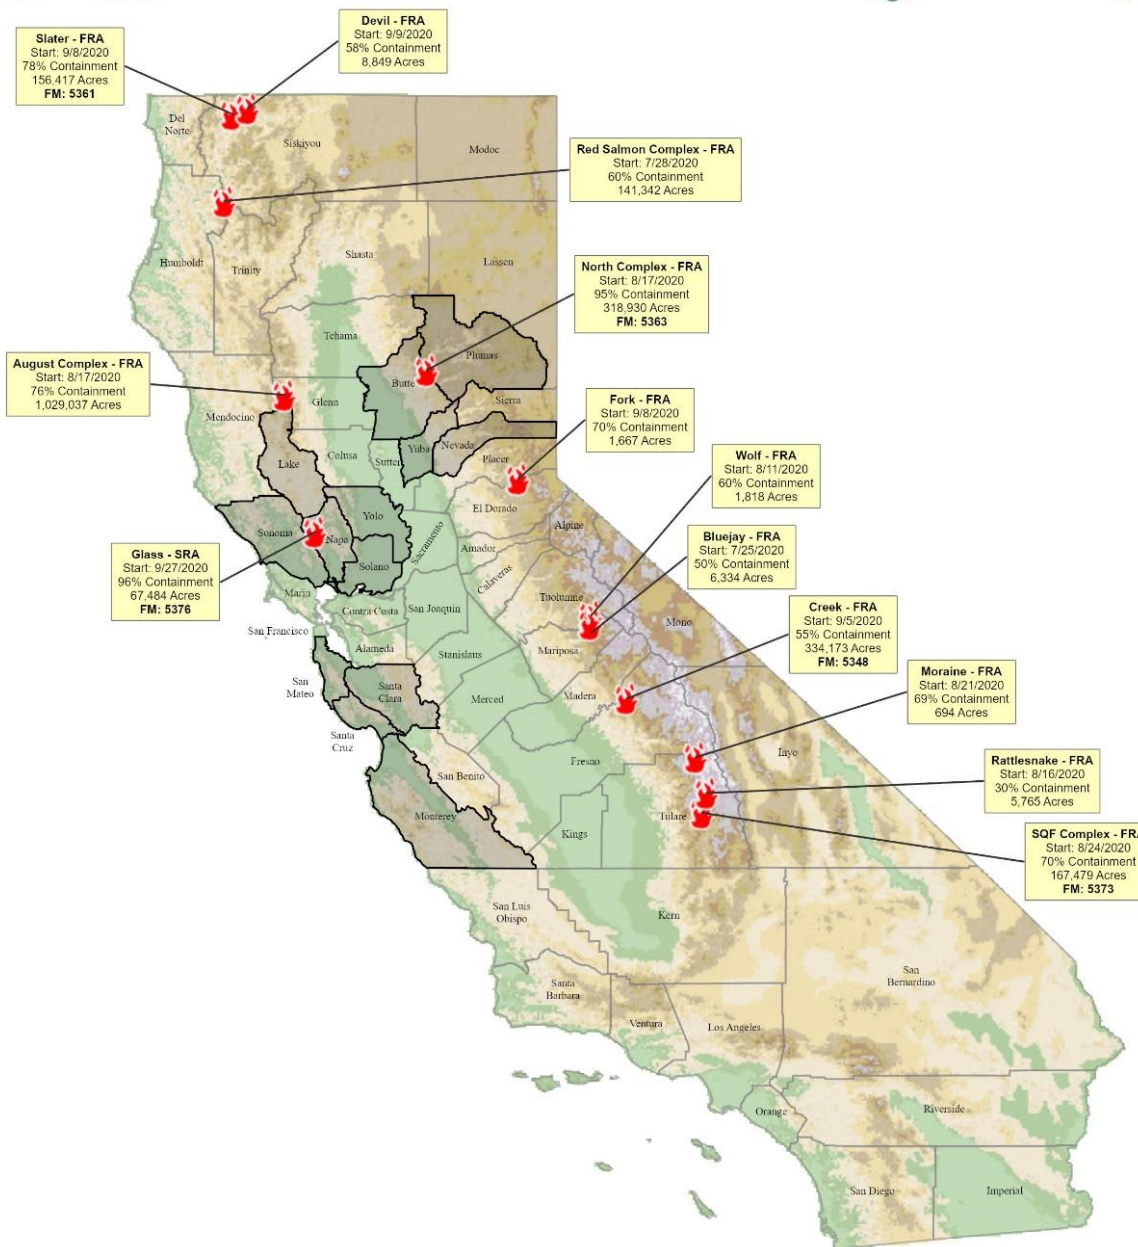 Devil - FRA
Start: 9/9/2020
58% Containment
8,849 Acres
Slater - FRA
Start: 9/8/2020
78% Containment
156,417 Acres
FM: 5361
Red Salmon Complex - FRA
Start: 7/28/2020
60% Containment
141,342 Acres
North Complex - FRA
Start: 8/17/2020
95% Containment
318,930 Acres
FM: 5363
August Complex - FRA
Start: 8/17/2020
76% Containment
1,029,037 Acres
Fork - FRA
Start: 9/8/2020
70% Containment
1,667 Acres
Wolf - FRA
Start: 8/11/2020
60% Containment
1,818 Acres
Bluejay - FRA
Start: 7/25/2020
50% Containment
6,334 Acres
Glass - SRA
Start: 9/27/2020
96% Containment
67,484 Acres
FM: 5376
Creek - FRA
Start: 9/5/2020
55% Containment
334,173 Acres
FM: 5348
Moraine - FRA
Start: 8/21/2020
69% Containment
694 Acres
Rattlesnake - FRA
Start: 8/16/2020
30% Containment
5,765 Acres
SQF Complex - FRA
Start: 8/24/2020
70% Containment
167,479 Acres
FM: 5373
Del
Norte
Siskiyou
Modoc
Humboldt
Trinity
Shasta
Lassen
Tehama
Plumas
Butte
Mendocino
Glenn
Sierra
Colusa
Sutter
Yuba
Nevada
Placer
Lake
El Dorado
Sonoma
Napa
Yolo
Sacramento
Alpine
Amador
Solano
Calaveras
Marin
Contra Costa
San Joaquin
Tuolumne
Mono
San Francisco
Alameda
Stanislaus
Mariposa
San
Mateo
Santa
Clara
Merced
Madera
Santa
Cruz
San Benito
Fresno
Inyo
Monterey
Kings
Tulare
San Luis
Obispo
Kern
San
Bernardino
Santa
Barbara
Ventura
Los Angeles
Orange
Riverside
San Diego
Imperial